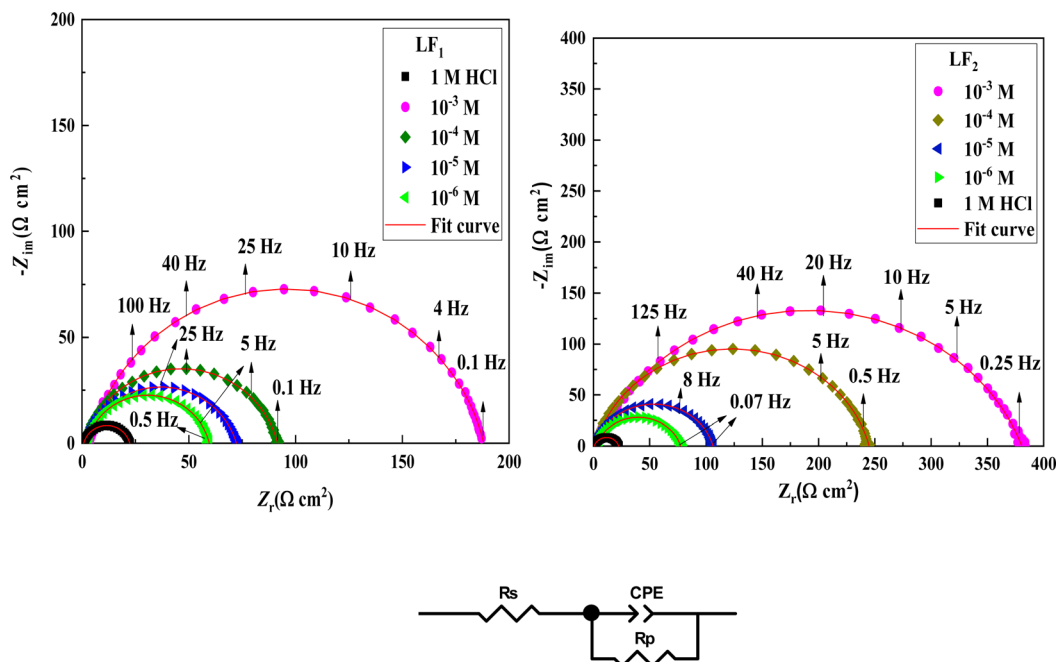 LF₁
1 M HCl
10⁻³ M
10⁻⁴ M
10⁻⁵ M
10⁻⁶ M
Fit curve
200
150
100
50
0
-Zim(Ω cm²)
100 Hz
40 Hz
25 Hz
10 Hz
4 Hz
0.1 Hz
25 Hz
5 Hz
0.1 Hz
0.5 Hz
0
50
100
150
200
Zr(Ω cm²)
LF₂
10⁻³ M
10⁻⁴ M
10⁻⁵ M
10⁻⁶ M
1 M HCl
Fit curve
400
350
300
250
200
150
100
50
0
-Zim(Ω cm²)
125 Hz
40 Hz
20 Hz
10 Hz
5 Hz
0.25 Hz
5 Hz
0.5 Hz
8 Hz
0.07 Hz
0
50
100
150
200
250
300
350
400
Zr(Ω cm²)
Rs
CPE
Rp